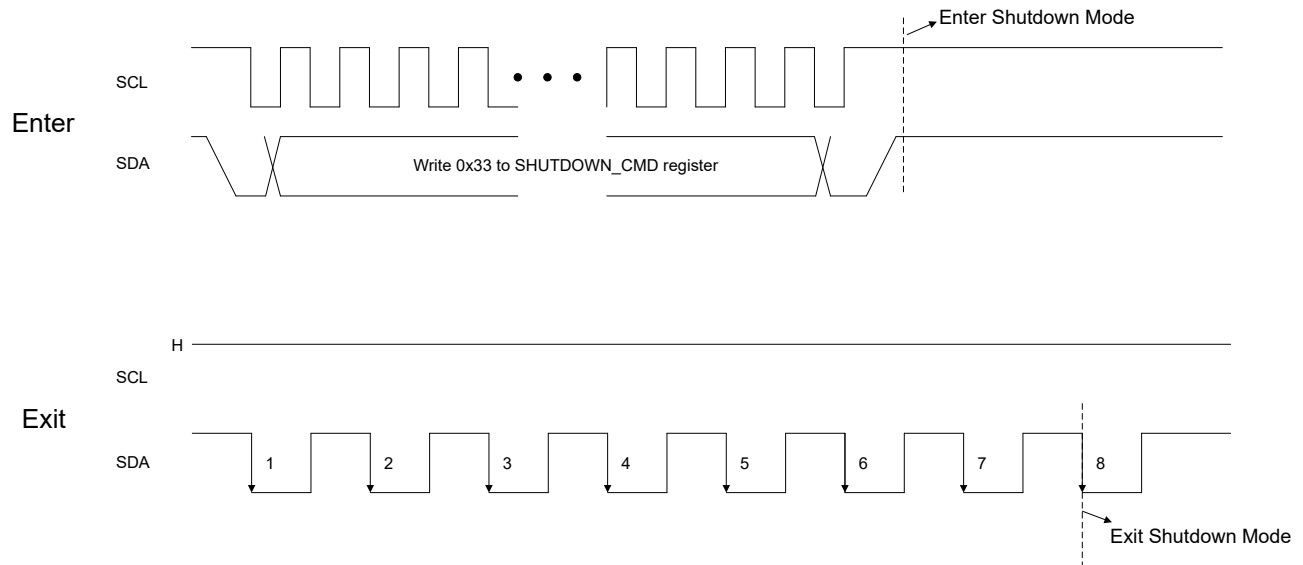 Enter Shutdown Mode
SCL
Enter
SDA
Write 0x33 to SHUTDOWN_CMD register
H
SCL
Exit
SDA
1 2 3 4 5 6 7 8
Exit Shutdown Mode